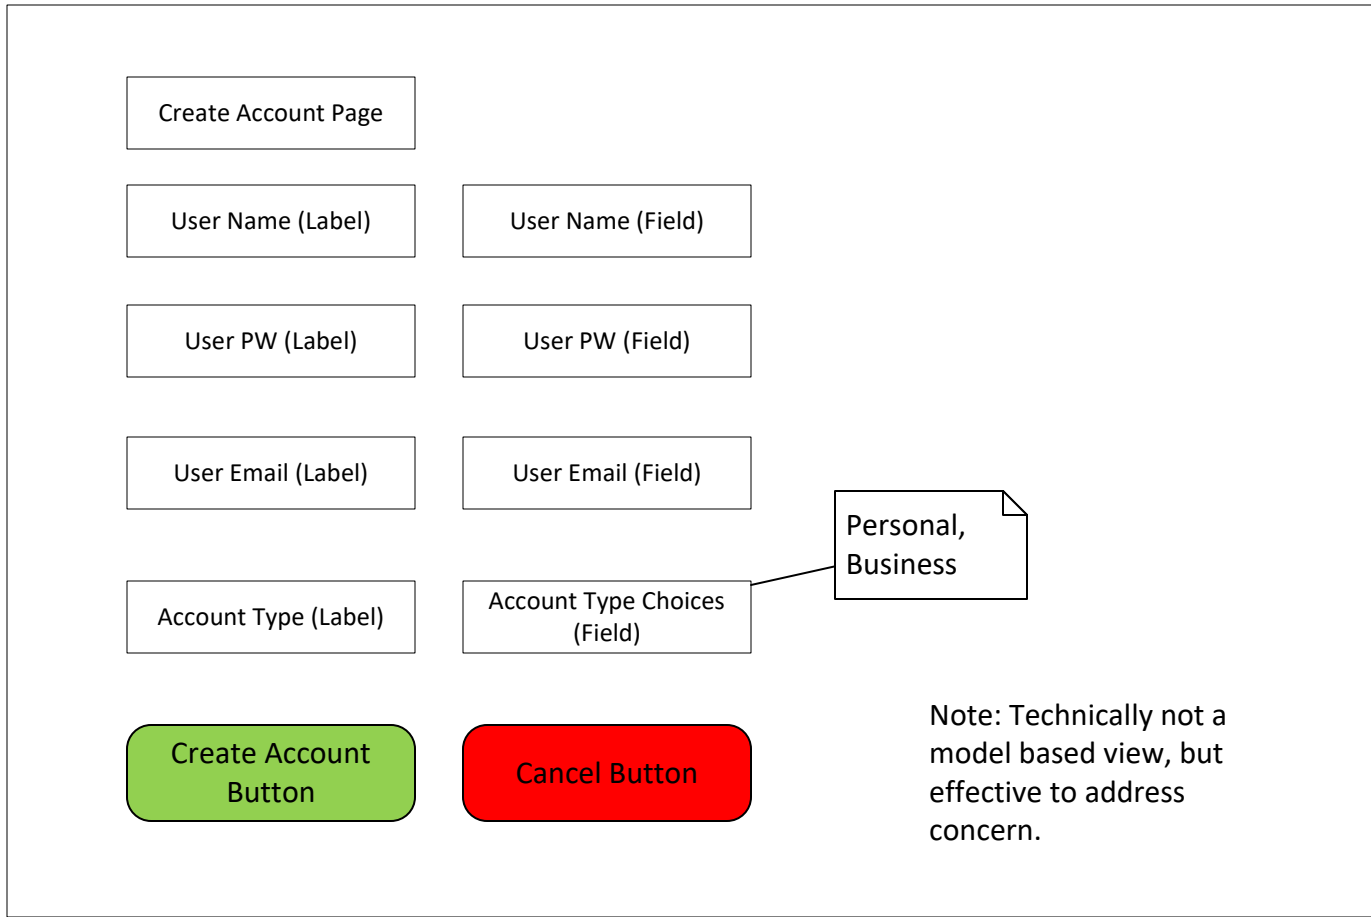 Create Account Page
User Name (Label)
User Name (Field)
User PW (Label)
User PW (Field)
User Email (Label)
User Email (Field)
Personal,
Business
Account Type (Label)
Account Type Choices
(Field)
Create Account
Button
Cancel Button
Note: Technically not a
model based view, but
effective to address
concern.